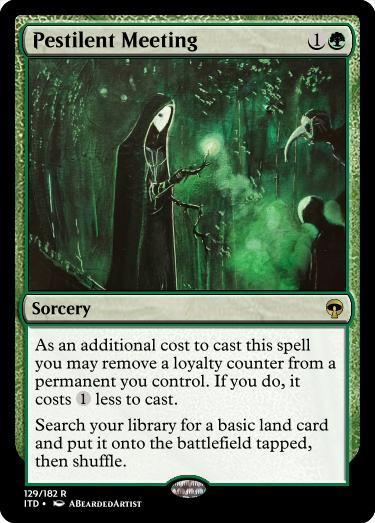 Pestilent Meeting 1
Sorcery
As an additional cost to cast this spell
you may remove a loyalty counter from a
permanent you control. If you do, it
costs 1 less to cast.
Search your library for a basic land card
and put it onto the battlefield tapped,
then shuffle.
129/182 R
ITD • ABeardedArtist